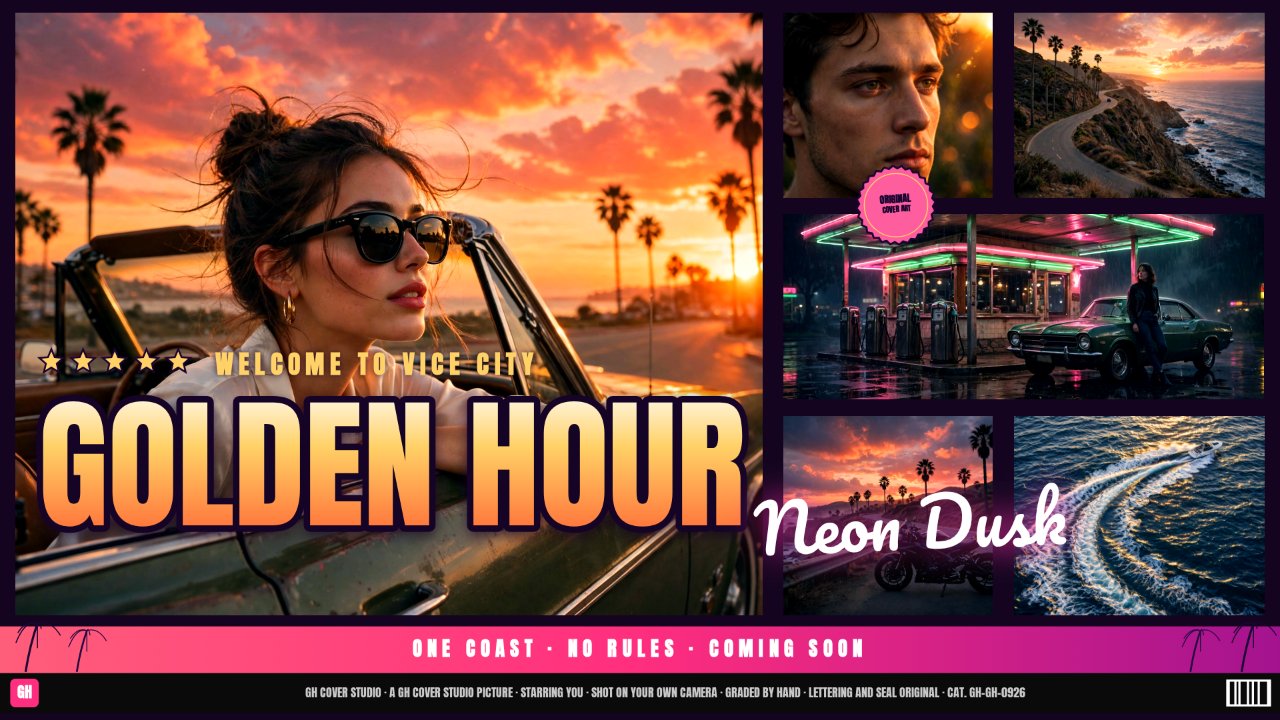 ORIGINAL
COVER ART
★★★★★ WELCOME TO VICE CITY
GOLDEN HOUR
Neon Dusk
ONE COAST · NO RULES · COMING SOON
GH
GH COVER STUDIO · A GH COVER STUDIO PICTURE · STARRING YOU · SHOT ON YOUR OWN CAMERA · GRADED BY HAND · LETTERING AND SEAL ORIGINAL · CAT. GH-GH-0926